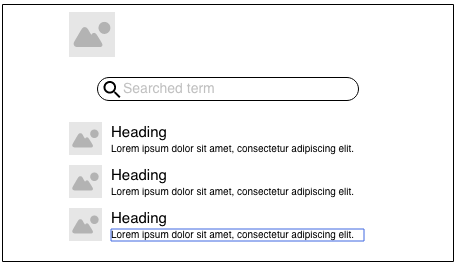 Searched term
Heading
Lorem ipsum dolor sit amet, consectetur adipiscing elit.
Heading
Lorem ipsum dolor sit amet, consectetur adipiscing elit.
Heading
Lorem ipsum dolor sit amet, consectetur adipiscing elit.